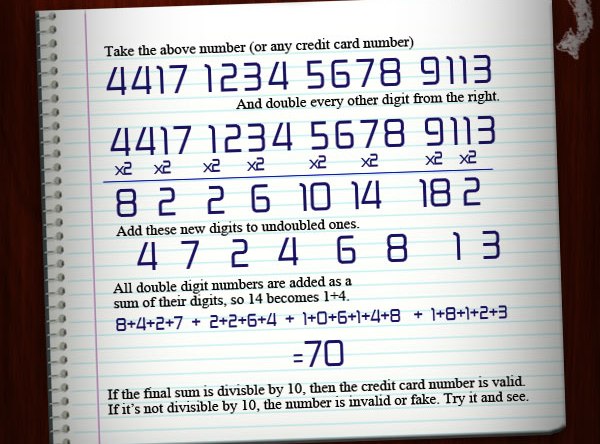 Take the above number (or any credit card number)
4417 1234 5678 9113
And double every other digit from the right.
4417 1234 5678 9113
x2 x2 x2 x2 x2 x2 x2 x2
8 2 2 6 10 14 18 2
Add these new digits to undoubled ones.
4 7 2 4 6 8 1 3
All double digit numbers are added as a
sum of their digits, so 14 becomes 1+4.
8+4+2+7 + 2+2+6+4 + 1+0+6+1+4+8 + 1+8+1+2+3
=70
If the final sum is divisble by 10, then the credit card number is valid.
If it's not divisible by 10, the number is invalid or fake. Try it and see.